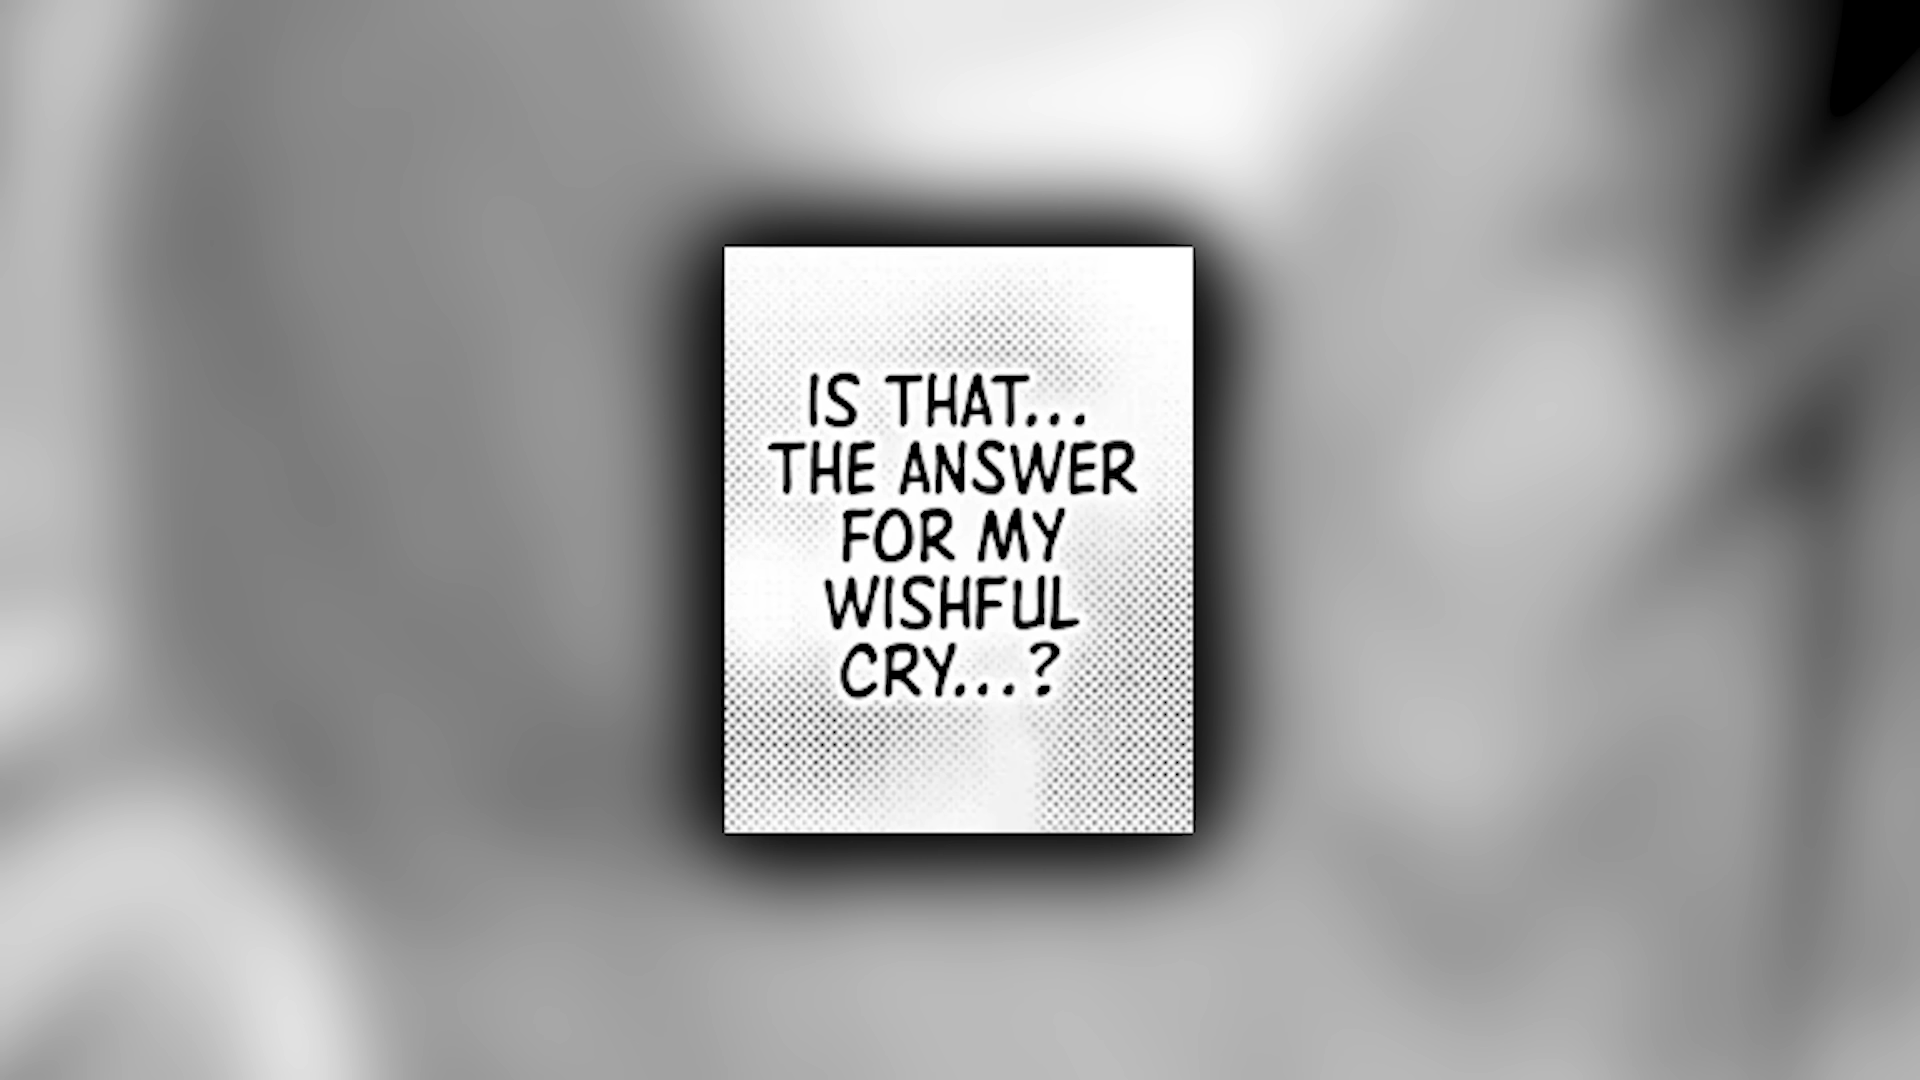 IS THAT...
THE ANSWER
FOR MY
WISHFUL
CRY...?